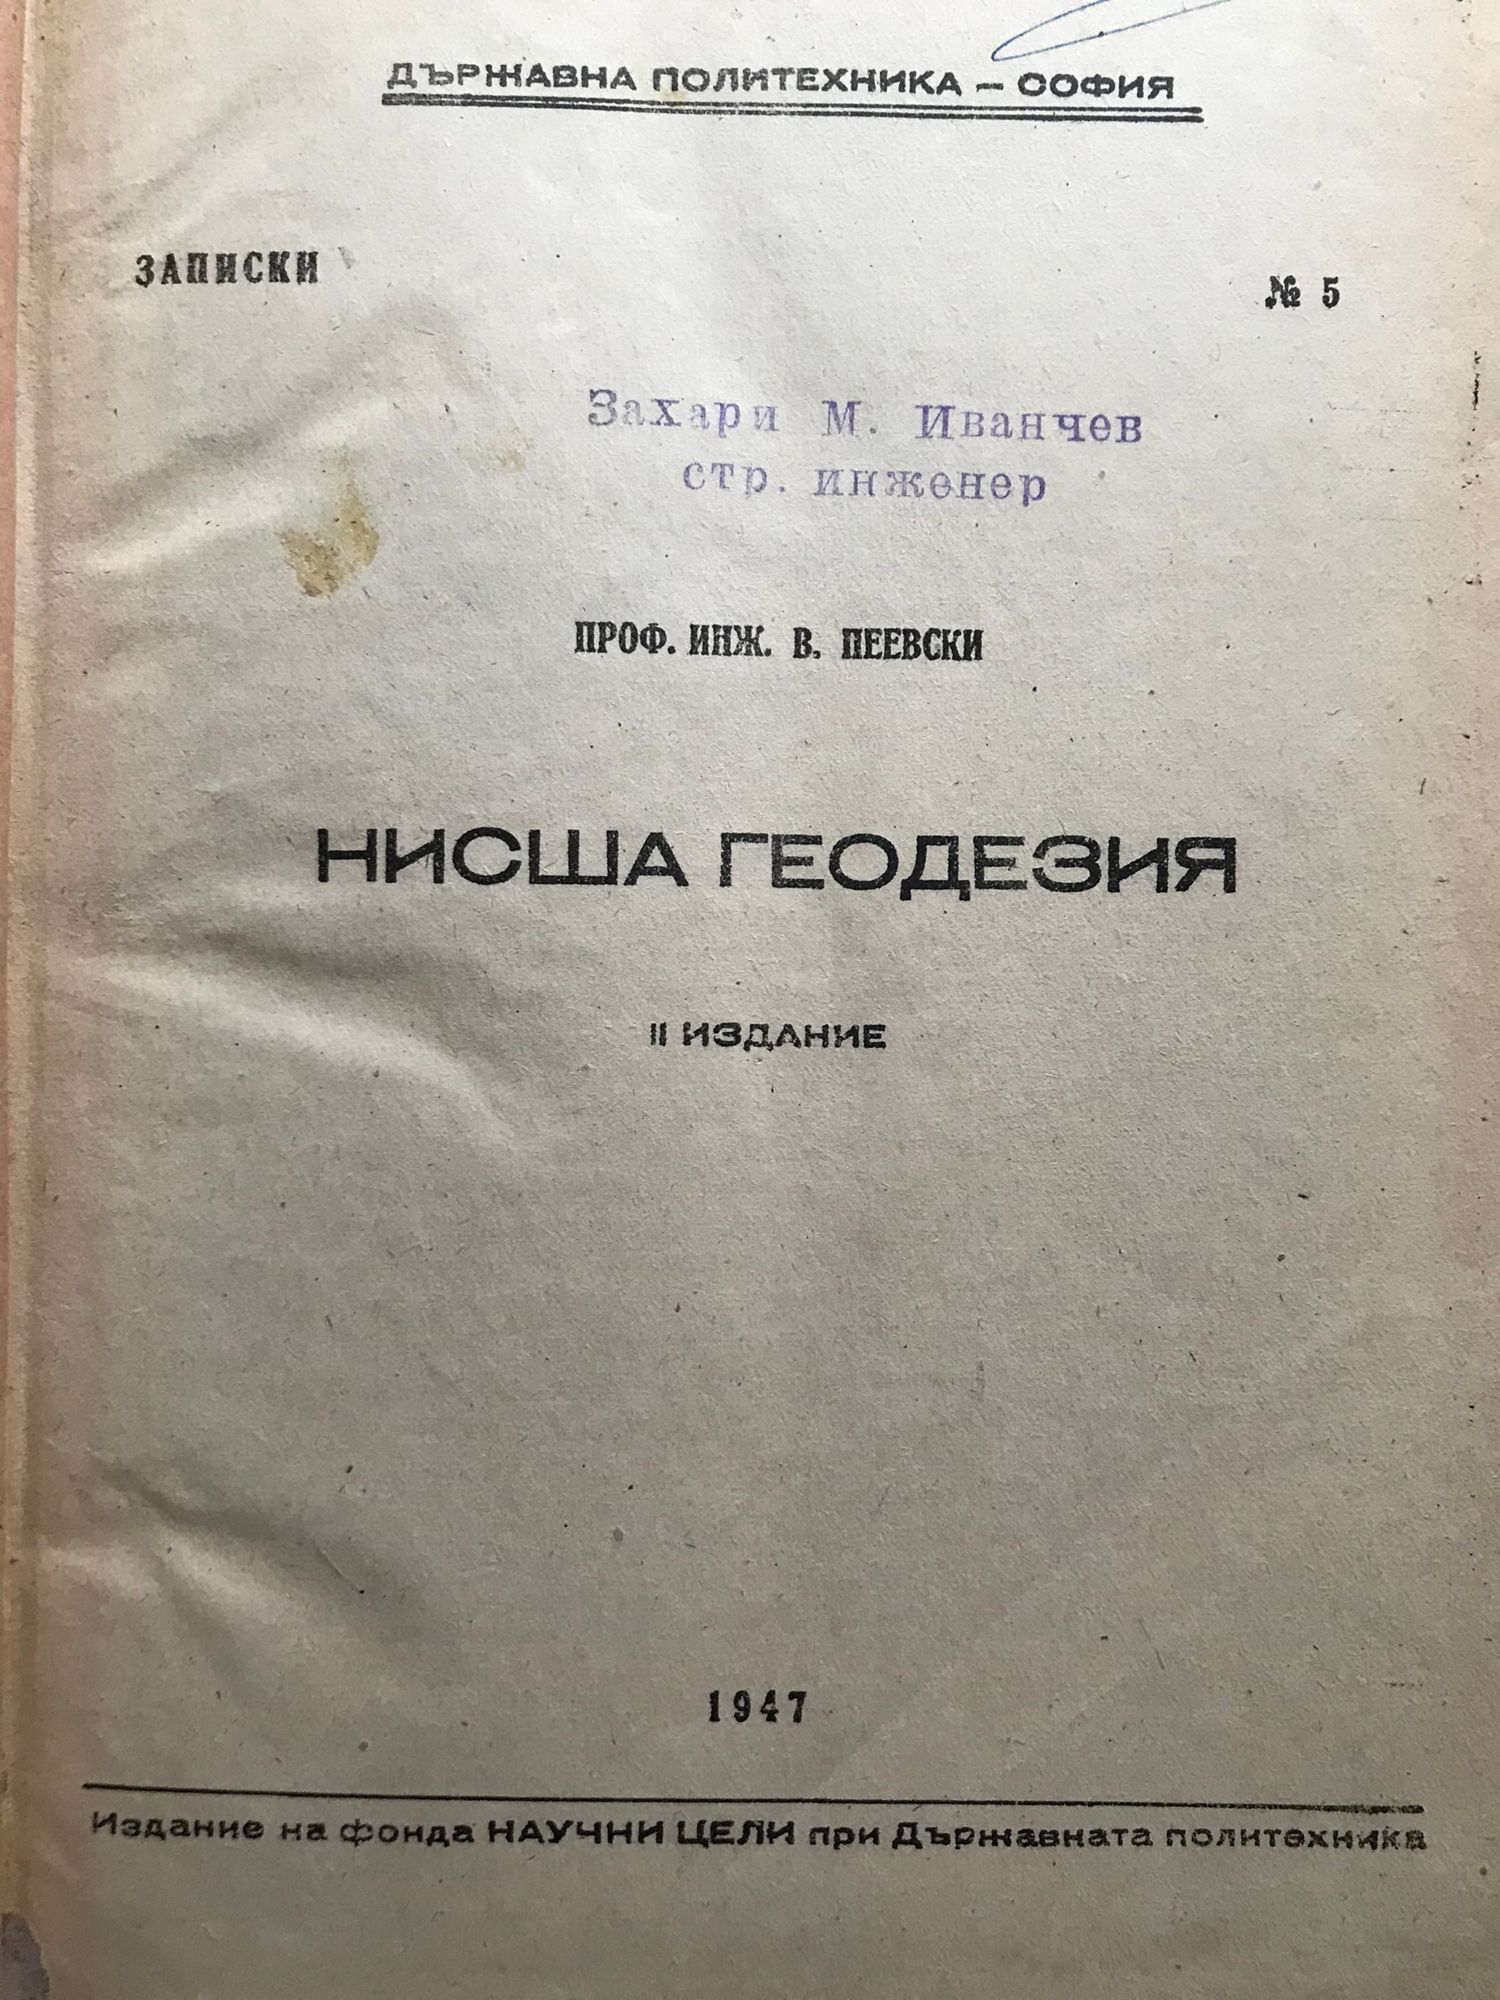 ДЪРЖАВНА ПОЛИТЕХНИКА – СОФИЯ
ЗАПИСКИ
№ 5
Захари М. Иванчев
стр. инженер
ПРОФ. ИНЖ. В. ПЕЕВСКИ
НИСША ГЕОДЕЗИЯ
II ИЗДАНИЕ
1947
Издание на фонда НАУЧНИ ЦЕЛИ при Държавната политехника